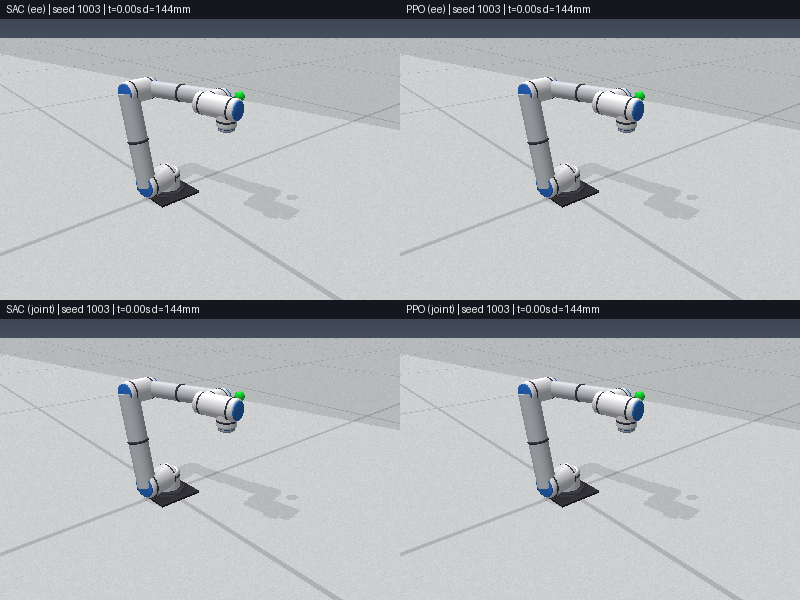 SAC (ee) | seed 1003 | t=0.00s d=144mm
PPO (ee) | seed 1003 | t=0.00s d=144mm
SAC (joint) | seed 1003 | t=0.00s d=144mm
PPO (joint) | seed 1003 | t=0.00s d=144mm